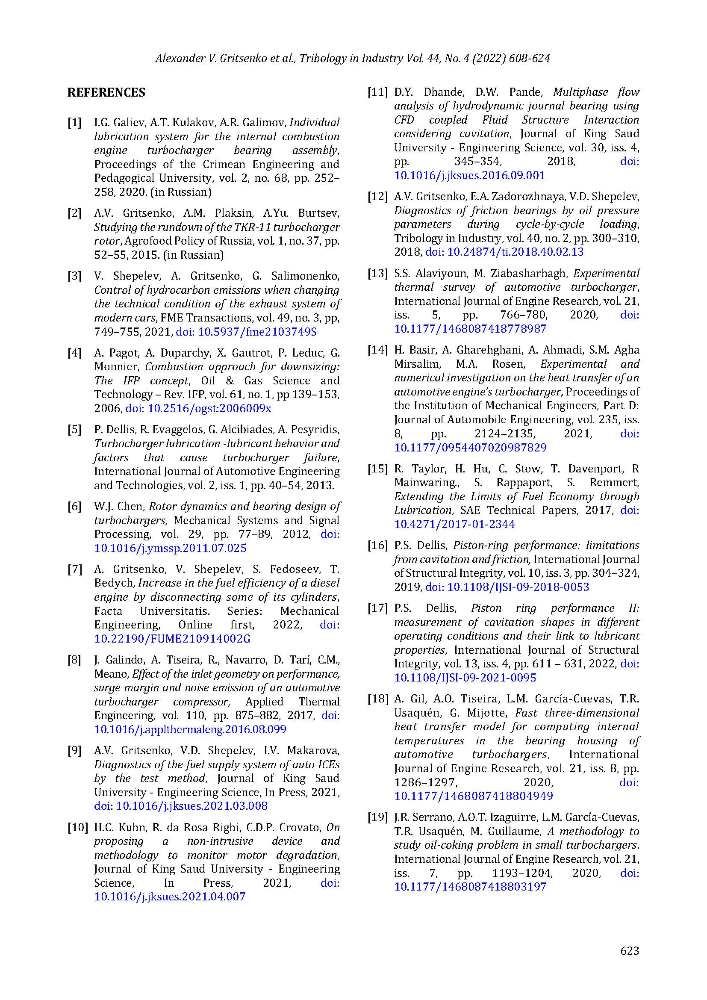 Alexander V. Gritsenko et al., Tribology in Industry Vol. 44, No. 4 (2022) 608-624
REFERENCES
[1] I.G. Galiev, A.T. Kulakov, A.R. Galimov, Individual
lubrication system for the internal combustion
engine turbocharger bearing assembly,
Proceedings of the Crimean Engineering and
Pedagogical University, vol. 2, no. 68, pp. 252–
258, 2020. (in Russian)
[2] A.V. Gritsenko, A.M. Plaksin, A.Yu. Burtsev,
Studying the rundown of the TKR-11 turbocharger
rotor, Agrofood Policy of Russia, vol. 1, no. 37, pp.
52–55, 2015. (in Russian)
[3] V. Shepelev, A. Gritsenko, G. Salimonenko,
Control of hydrocarbon emissions when changing
the technical condition of the exhaust system of
modern cars, FME Transactions, vol. 49, no. 3, pp,
749–755, 2021, doi: 10.5937/fme2103749S
[4] A. Pagot, A. Duparchy, X. Gautrot, P. Leduc, G.
Monnier, Combustion approach for downsizing:
The IFP concept, Oil & Gas Science and
Technology – Rev. IFP, vol. 61, no. 1, pp 139–153,
2006, doi: 10.2516/ogst:2006009x
[5] P. Dellis, R. Evaggelos, G. Alcibiades, A. Pesyridis,
Turbocharger lubrication -lubricant behavior and
factors that cause turbocharger failure,
International Journal of Automotive Engineering
and Technologies, vol. 2, iss. 1, pp. 40–54, 2013.
[6] W.J. Chen, Rotor dynamics and bearing design of
turbochargers, Mechanical Systems and Signal
Processing, vol. 29, pp. 77–89, 2012, doi:
10.1016/j.ymssp.2011.07.025
[7] A. Gritsenko, V. Shepelev, S. Fedoseev, T.
Bedych, Increase in the fuel efficiency of a diesel
engine by disconnecting some of its cylinders,
Facta Universitatis. Series: Mechanical
Engineering, Online first, 2022, doi:
10.22190/FUME210914002G
[8] J. Galindo, A. Tiseira, R., Navarro, D. Tarí, C.M.,
Meano, Effect of the inlet geometry on performance,
surge margin and noise emission of an automotive
turbocharger compressor, Applied Thermal
Engineering, vol. 110, pp. 875–882, 2017, doi:
10.1016/j.applthermaleng.2016.08.099
[9] A.V. Gritsenko, V.D. Shepelev, I.V. Makarova,
Diagnostics of the fuel supply system of auto ICEs
by the test method, Journal of King Saud
University - Engineering Science, In Press, 2021,
doi: 10.1016/j.jksues.2021.03.008
[10] H.C. Kuhn, R. da Rosa Righi, C.D.P. Crovato, On
proposing a non-intrusive device and
methodology to monitor motor degradation,
Journal of King Saud University - Engineering
Science, In Press, 2021, doi:
10.1016/j.jksues.2021.04.007
[11] D.Y. Dhande, D.W. Pande, Multiphase flow
analysis of hydrodynamic journal bearing using
CFD coupled Fluid Structure Interaction
considering cavitation, Journal of King Saud
University - Engineering Science, vol. 30, iss. 4,
pp. 345–354, 2018, doi:
10.1016/j.jksues.2016.09.001
[12] A.V. Gritsenko, E.A. Zadorozhnaya, V.D. Shepelev,
Diagnostics of friction bearings by oil pressure
parameters during cycle-by-cycle loading,
Tribology in Industry, vol. 40, no. 2, pp. 300–310,
2018, doi: 10.24874/ti.2018.40.02.13
[13] S.S. Alaviyoun, M. Ziabasharhagh, Experimental
thermal survey of automotive turbocharger,
International Journal of Engine Research, vol. 21,
iss. 5, pp. 766–780, 2020, doi:
10.1177/1468087418778987
[14] H. Basir, A. Gharehghani, A. Ahmadi, S.M. Agha
Mirsalim, M.A. Rosen, Experimental and
numerical investigation on the heat transfer of an
automotive engine’s turbocharger, Proceedings of
the Institution of Mechanical Engineers, Part D:
Journal of Automobile Engineering, vol. 235, iss.
8, pp. 2124–2135, 2021, doi:
10.1177/0954407020987829
[15] R. Taylor, H. Hu, C. Stow, T. Davenport, R
Mainwaring., S. Rappaport, S. Remmert,
Extending the Limits of Fuel Economy through
Lubrication, SAE Technical Papers, 2017, doi:
10.4271/2017-01-2344
[16] P.S. Dellis, Piston-ring performance: limitations
from cavitation and friction, International Journal
of Structural Integrity, vol. 10, iss. 3, pp. 304–324,
2019, doi: 10.1108/IJSI-09-2018-0053
[17] P.S. Dellis, Piston ring performance II:
measurement of cavitation shapes in different
operating conditions and their link to lubricant
properties, International Journal of Structural
Integrity, vol. 13, iss. 4, pp. 611 – 631, 2022, doi:
10.1108/IJSI-09-2021-0095
[18] A. Gil, A.O. Tiseira, L.M. García-Cuevas, T.R.
Usaquén, G. Mijotte, Fast three-dimensional
heat transfer model for computing internal
temperatures in the bearing housing of
automotive turbochargers, International
Journal of Engine Research, vol. 21, iss. 8, pp.
1286–1297, 2020, doi:
10.1177/1468087418804949
[19] J.R. Serrano, A.O.T. Izaguirre, L.M. García-Cuevas,
T.R. Usaquén, M. Guillaume, A methodology to
study oil-coking problem in small turbochargers.
International Journal of Engine Research, vol. 21,
iss. 7, pp. 1193–1204, 2020, doi:
10.1177/1468087418803197
623